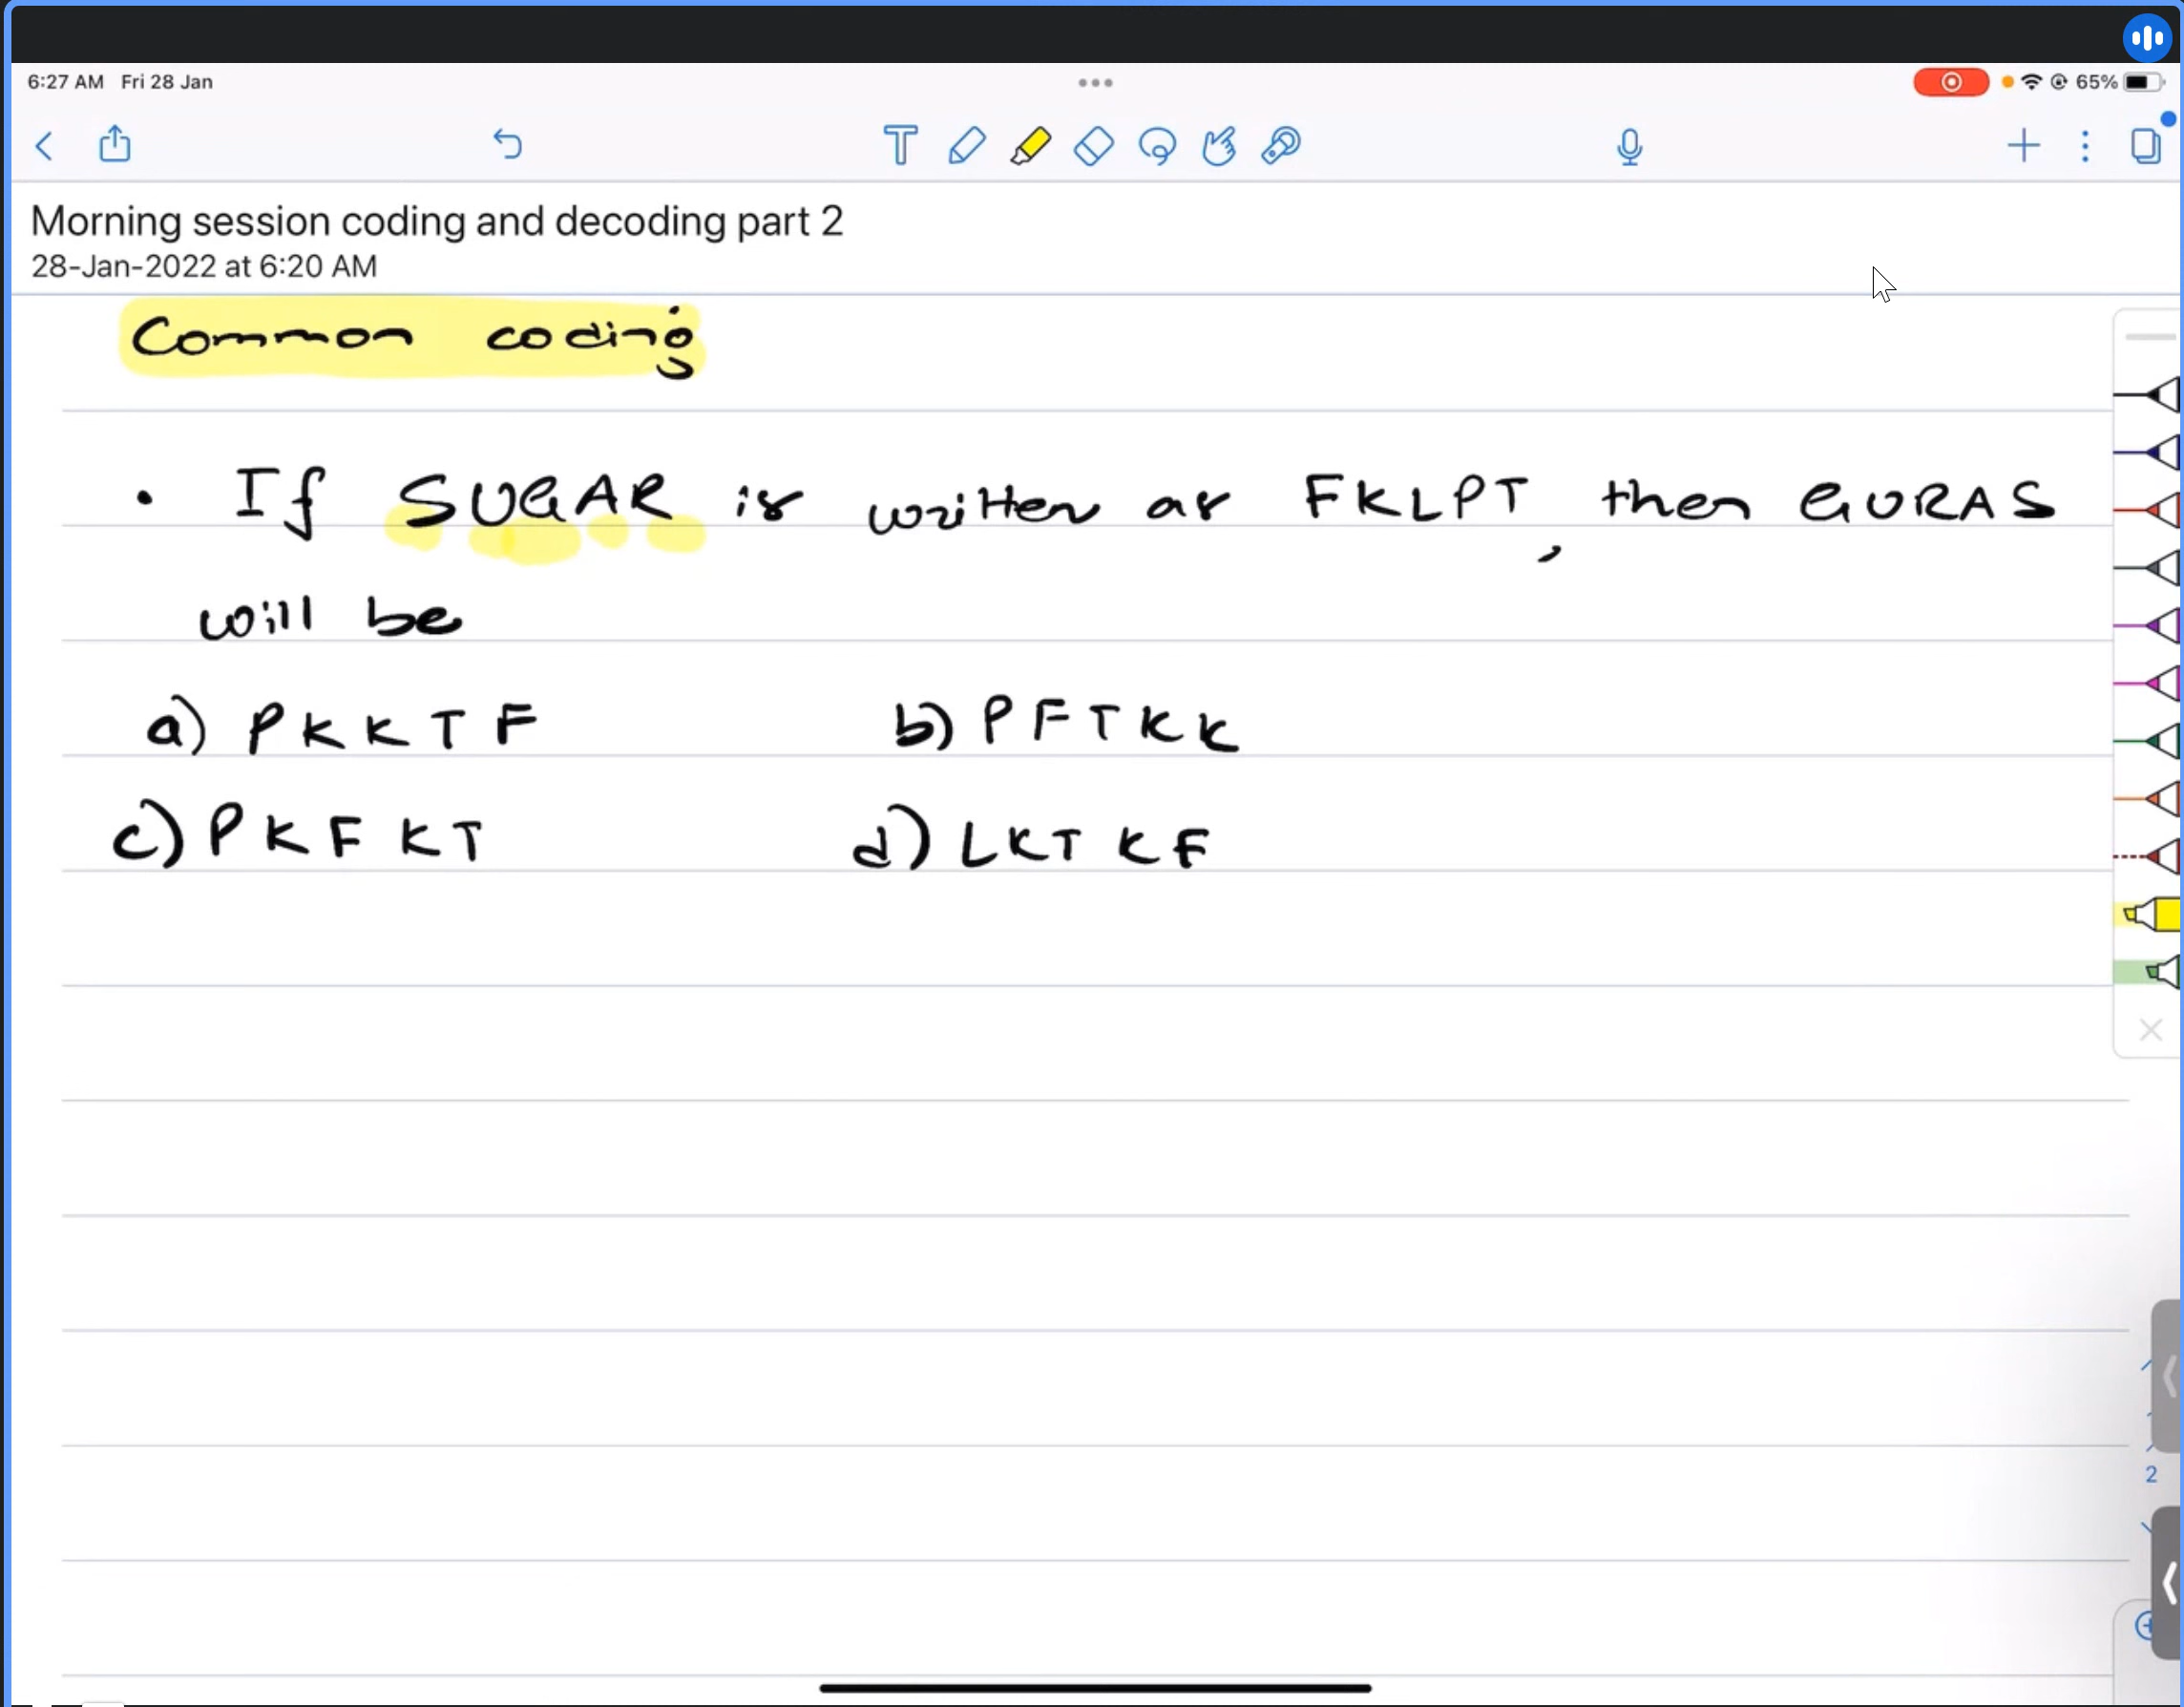 6:27 AM Fri 28 Jan
65%
Morning session coding and decoding part 2
28-Jan-2022 at 6:20 AM
Common coding
• If SUGAR is written as FKLPT, then GURAS
will be
a) PKKTF b) PFTKK
c) PKFKT d) LKTKF
2